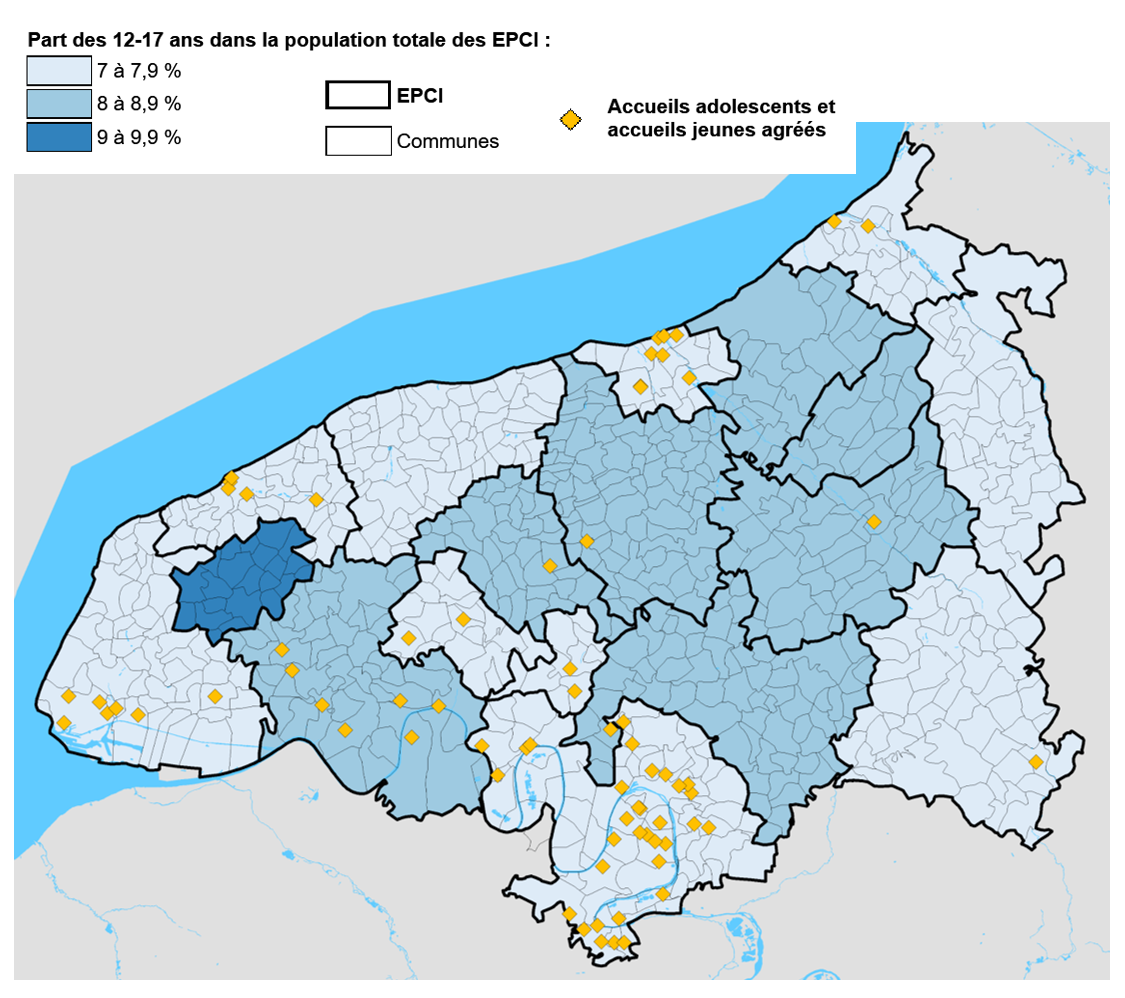 Part des 12-17 ans dans la population totale des EPCI :
7 à 7,9 %
8 à 8,9 %
9 à 9,9 %
EPCI
Communes
Accueils adolescents et
accueils jeunes agréés